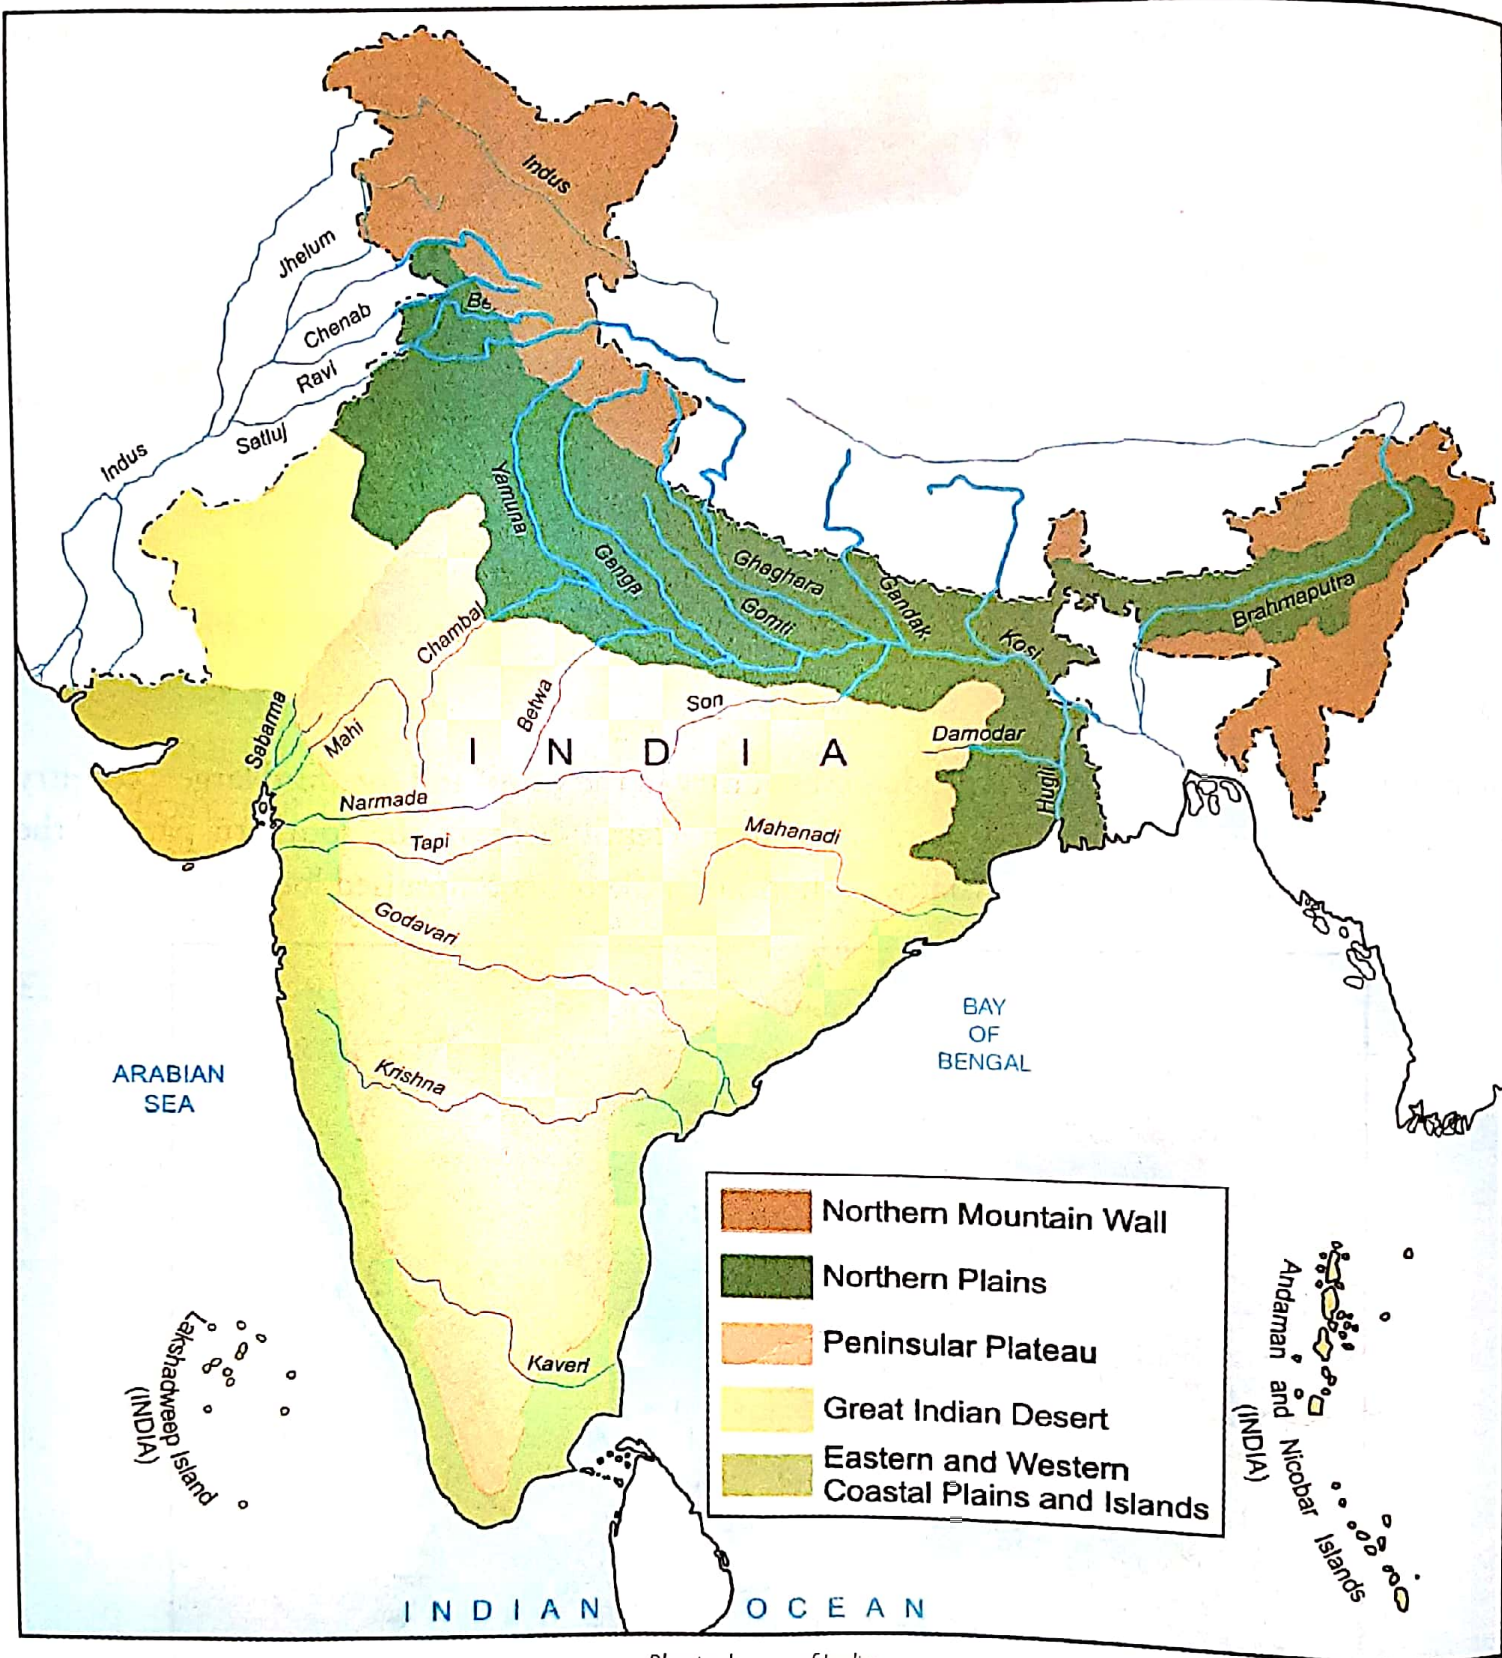 Indus
Jhelum
Chenab
Ravi
Satluj
Indus
Yamuna
Ganga
Ghaghara
Gomti
Gandak
Kosi
Brahmaputra
Chambal
Betwa
Son
Sabarma
Mahi
INDIA
Damodar
Hugli
Narmada
Tapi
Mahanadi
Godavari
Krishna
Kaveri
ARABIAN
SEA
BAY
OF
BENGAL
Northern Mountain Wall
Northern Plains
Peninsular Plateau
Great Indian Desert
Eastern and Western
Coastal Plains and Islands
Lakshadweep Island
(INDIA)
Andaman and Nicobar Islands
(INDIA)
INDIAN OCEAN